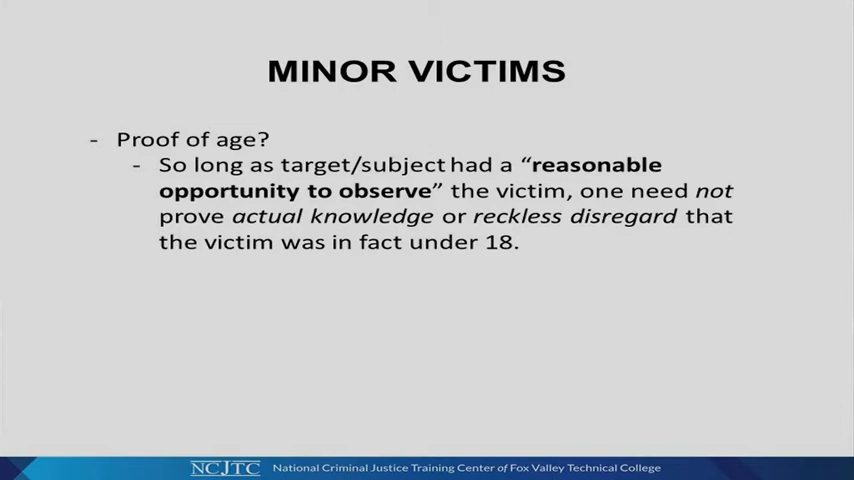 MINOR VICTIMS
- Proof of age?
- So long as target/subject had a “reasonable
opportunity to observe” the victim, one need not
prove actual knowledge or reckless disregard that
the victim was in fact under 18.
NCJTC National Criminal Justice Training Center of Fox Valley Technical College